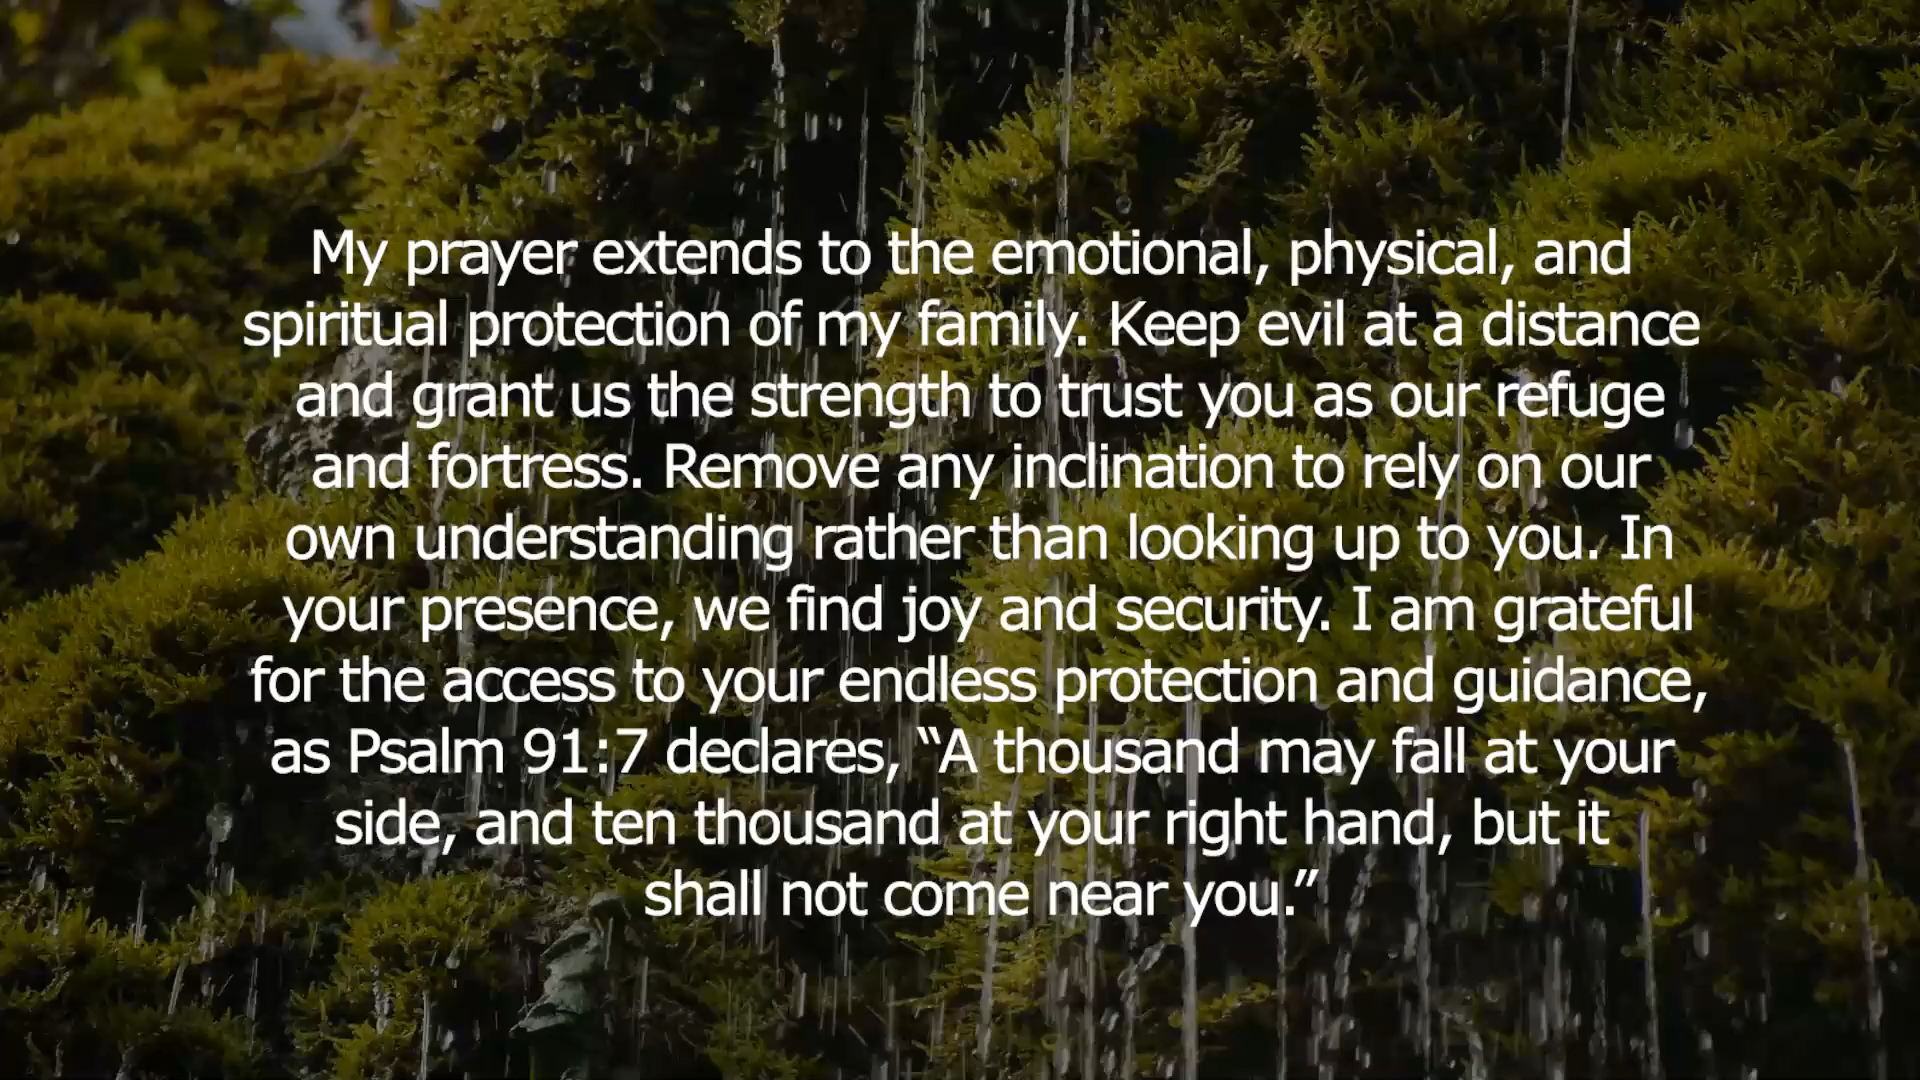 My prayer extends to the emotional, physical, and
spiritual protection of my family. Keep evil at a distance
and grant us the strength to trust you as our refuge
and fortress. Remove any inclination to rely on our
own understanding rather than looking up to you. In
your presence, we find joy and security. I am grateful
for the access to your endless protection and guidance,
as Psalm 91:7 declares, “A thousand may fall at your
side, and ten thousand at your right hand, but it
shall not come near you.”